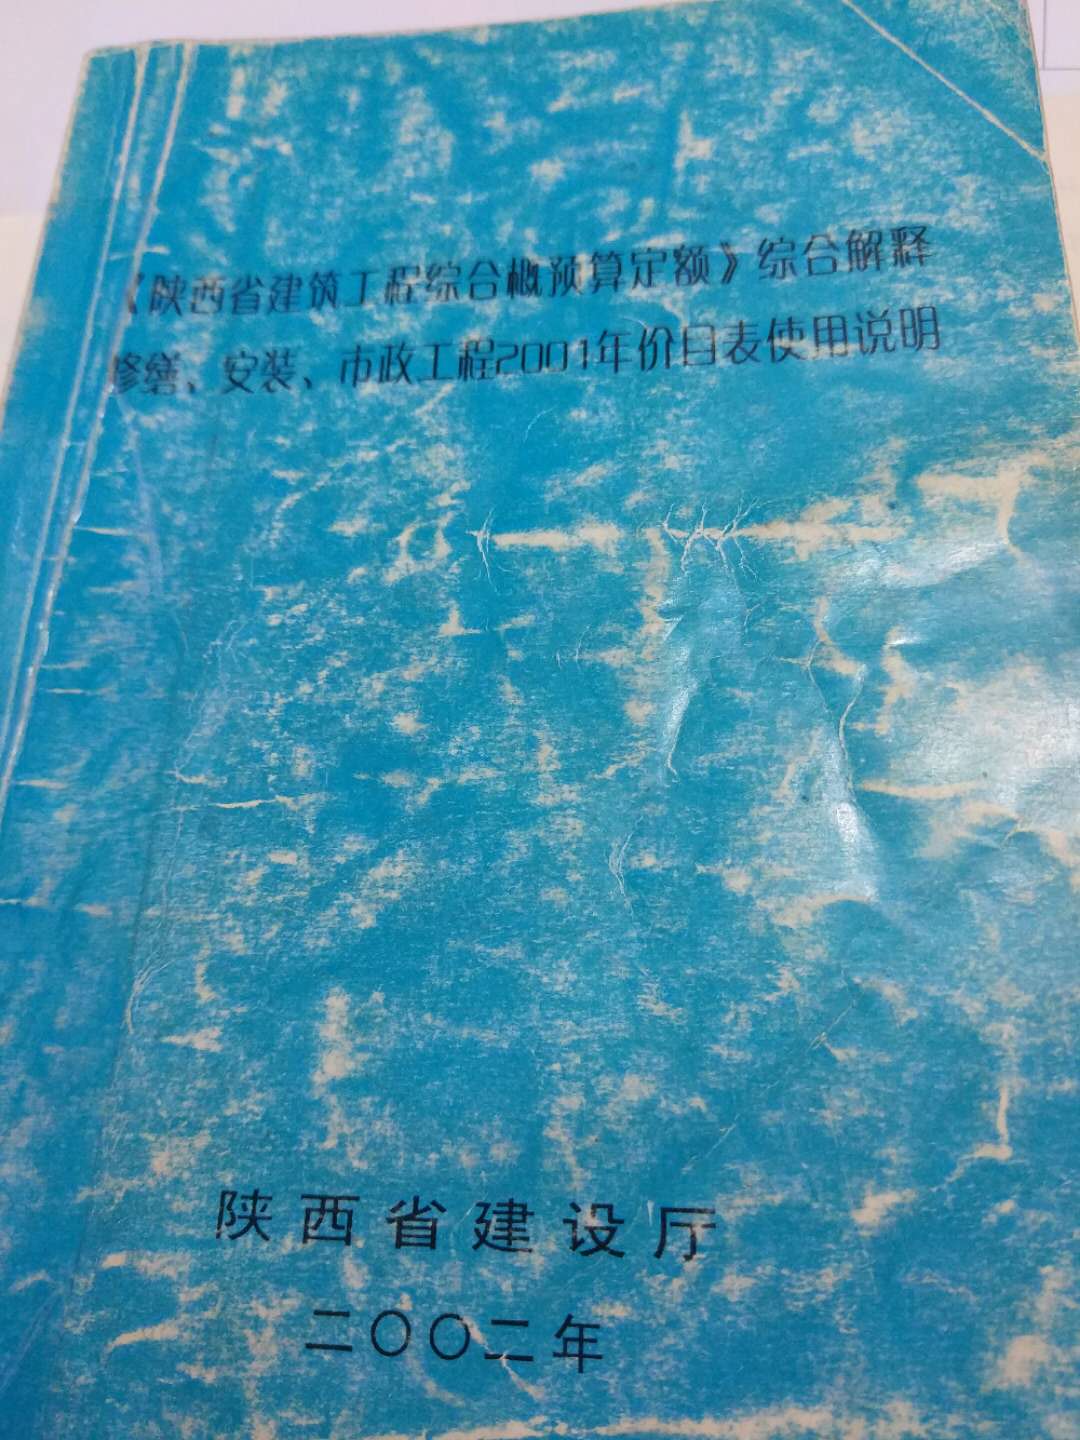 《陕西省建筑工程综合概预算定额》综合解释
修缮、安装、市政工程2001年价目表使用说明
陕西省建设厅
二〇〇二年